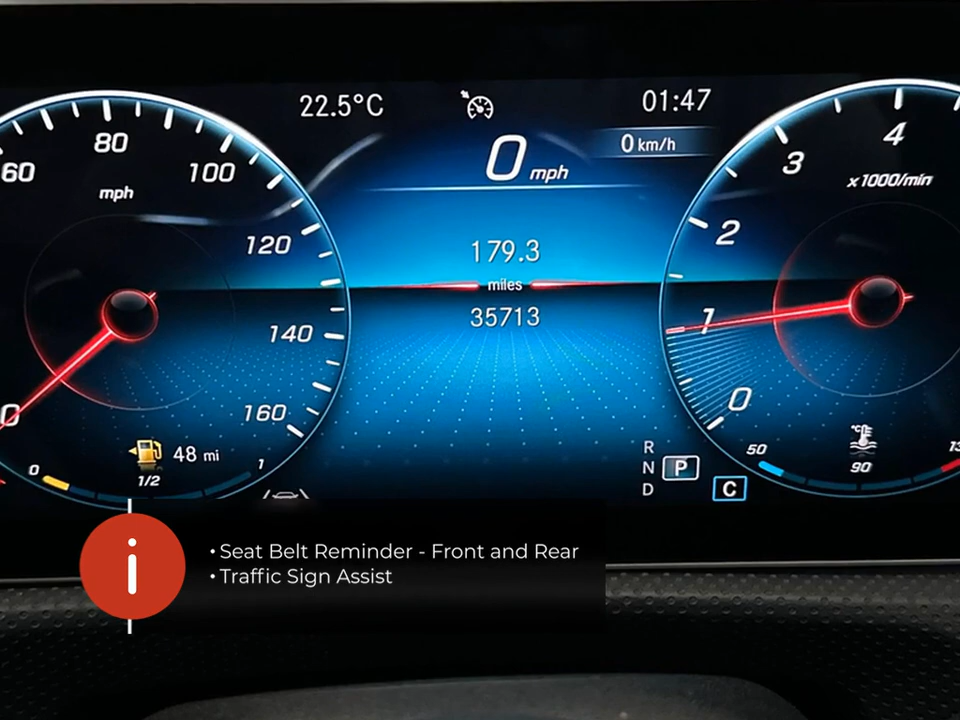 22.5°C
01:47
0 mph
0 km/h
60
80
100
120
140
160
mph
0
179.3
miles
35713
4
3
2
1
0
x1000/min
48 mi
0
1/2
1
R
N
D
P
C
50
°C
90
13
• Seat Belt Reminder - Front and Rear
• Traffic Sign Assist